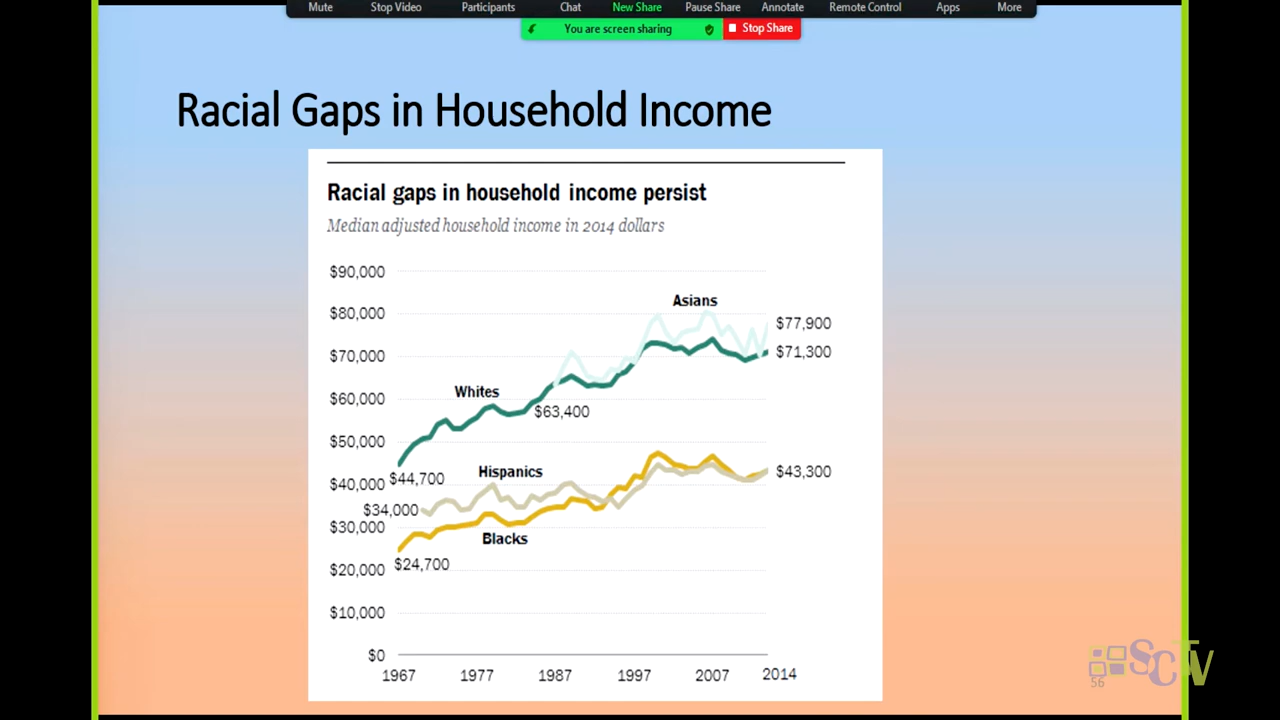 Mute Stop Video Participants Chat New Share Pause Share Annotate Remote Control Apps More
You are screen sharing Stop Share
Racial Gaps in Household Income
Racial gaps in household income persist
Median adjusted household income in 2014 dollars
$90,000
Asians
$80,000
$77,900
$71,300
$70,000
Whites
$60,000
$63,400
$50,000
Hispanics
$43,300
$44,700
$40,000
$34,000
$30,000
Blacks
$24,700
$20,000
$10,000
$0
1967 1977 1987 1997 2007 2014
SCTV
56